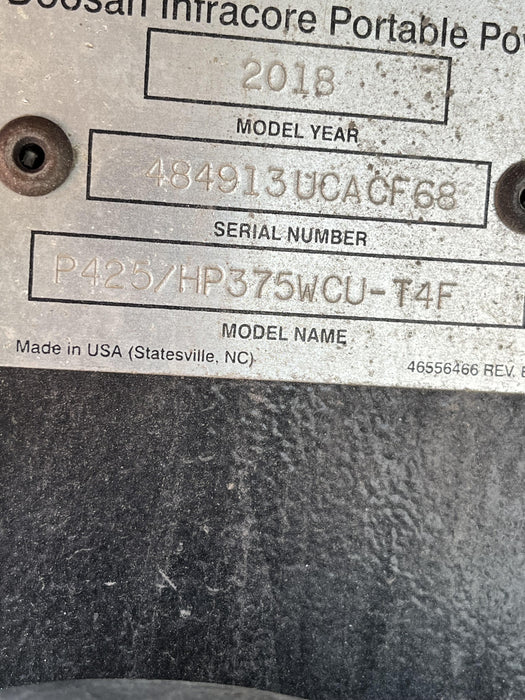 Doosan Infracore Portable Po
2018
MODEL YEAR
484913UCACF68
SERIAL NUMBER
P425/HP375WCU-T4F
MODEL NAME
Made in USA (Statesville, NC)
46556466 REV.